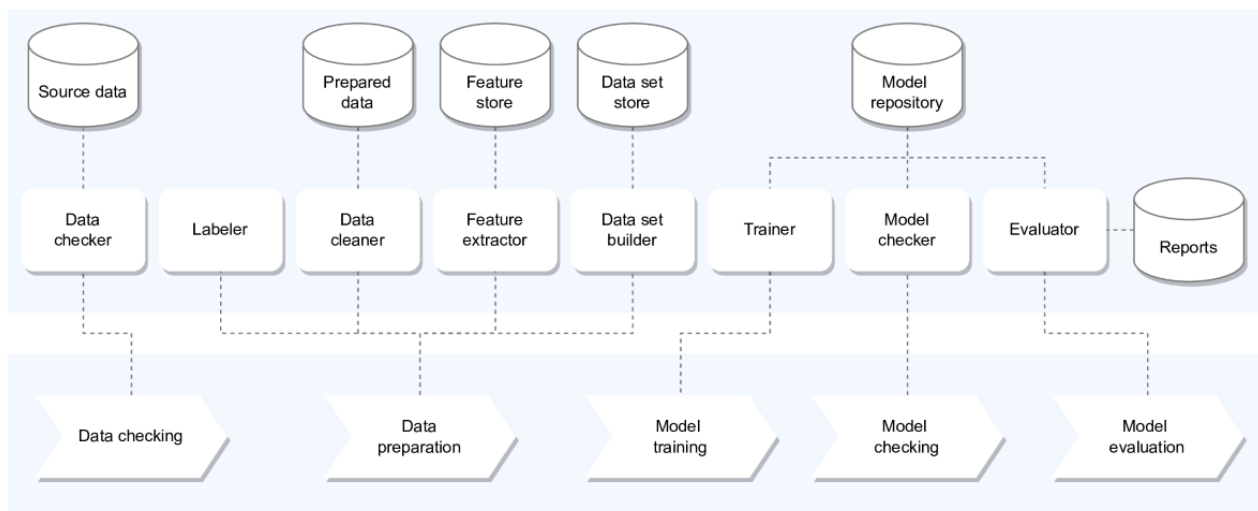 Source data
Prepared
data
Feature
store
Data set
store
Model
repository
Data
checker
Labeler
Data
cleaner
Feature
extractor
Data set
builder
Trainer
Model
checker
Evaluator
Reports
Data checking
Data
preparation
Model
training
Model
checking
Model
evaluation